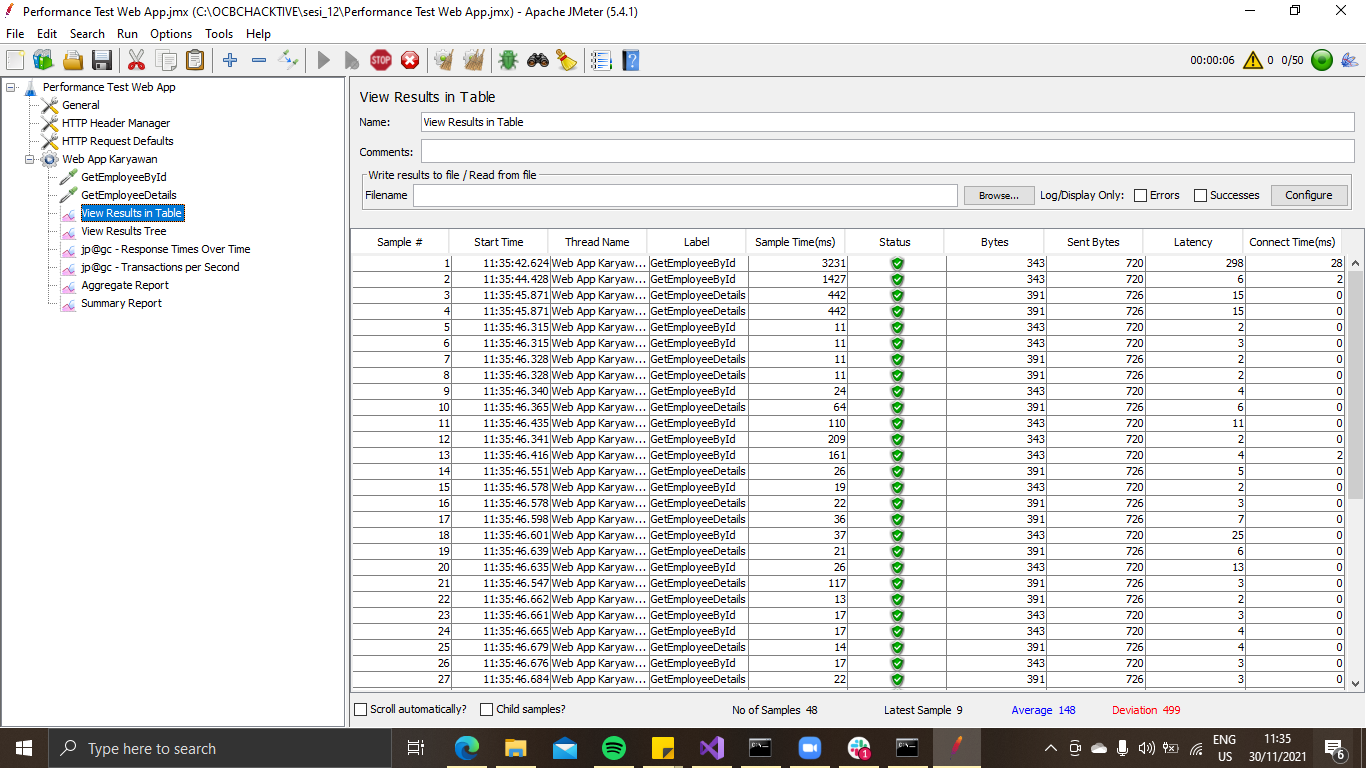 Performance Test Web App.jmx (C:\OCBCHACKTIVE\sesi_12\Performance Test Web App.jmx) - Apache JMeter (5.4.1)
File Edit Search Run Options Tools Help
STOP 00:00:06 0 0/50
Performance Test Web App
General
HTTP Header Manager
HTTP Request Defaults
Web App Karyawan
GetEmployeeById
GetEmployeeDetails
View Results in Table
View Results Tree
jp@gc - Response Times Over Time
jp@gc - Transactions per Second
Aggregate Report
Summary Report
View Results in Table
Name: View Results in Table
Comments:
Write results to file / Read from file
Filename Browse... Log/Display Only: Errors Successes Configure
Sample # Start Time Thread Name Label Sample Time(ms) Status Bytes Sent Bytes Latency Connect Time(ms)
1 11:35:42.624 Web App Karyaw... GetEmployeeById 3231 343 720 298 28
2 11:35:44.428 Web App Karyaw... GetEmployeeById 1427 343 720 6 2
3 11:35:45.871 Web App Karyaw... GetEmployeeDetails 442 391 726 15 0
4 11:35:45.871 Web App Karyaw... GetEmployeeDetails 442 391 726 15 0
5 11:35:46.315 Web App Karyaw... GetEmployeeById 11 343 720 2 0
6 11:35:46.315 Web App Karyaw... GetEmployeeById 11 343 720 3 0
7 11:35:46.328 Web App Karyaw... GetEmployeeDetails 11 391 726 2 0
8 11:35:46.328 Web App Karyaw... GetEmployeeDetails 11 391 726 2 0
9 11:35:46.340 Web App Karyaw... GetEmployeeById 24 343 720 4 0
10 11:35:46.365 Web App Karyaw... GetEmployeeDetails 64 391 726 6 0
11 11:35:46.435 Web App Karyaw... GetEmployeeById 110 343 720 11 0
12 11:35:46.341 Web App Karyaw... GetEmployeeById 209 343 720 2 0
13 11:35:46.416 Web App Karyaw... GetEmployeeById 161 343 720 4 2
14 11:35:46.551 Web App Karyaw... GetEmployeeDetails 26 391 726 5 0
15 11:35:46.578 Web App Karyaw... GetEmployeeById 19 343 720 2 0
16 11:35:46.578 Web App Karyaw... GetEmployeeDetails 22 391 726 3 0
17 11:35:46.598 Web App Karyaw... GetEmployeeDetails 36 391 726 7 0
18 11:35:46.601 Web App Karyaw... GetEmployeeById 37 343 720 25 0
19 11:35:46.639 Web App Karyaw... GetEmployeeDetails 21 391 726 6 0
20 11:35:46.635 Web App Karyaw... GetEmployeeById 26 343 720 13 0
21 11:35:46.547 Web App Karyaw... GetEmployeeDetails 117 391 726 3 0
22 11:35:46.662 Web App Karyaw... GetEmployeeDetails 13 391 726 2 0
23 11:35:46.661 Web App Karyaw... GetEmployeeById 17 343 720 3 0
24 11:35:46.665 Web App Karyaw... GetEmployeeById 17 343 720 4 0
25 11:35:46.679 Web App Karyaw... GetEmployeeDetails 14 391 726 4 0
26 11:35:46.676 Web App Karyaw... GetEmployeeById 17 343 720 3 0
27 11:35:46.684 Web App Karyaw... GetEmployeeDetails 22 391 726 3 0
Scroll automatically? Child samples? No of Samples 48 Latest Sample 9 Average 148 Deviation 499
Type here to search 1 ENG 11:35 6
US 30/11/2021